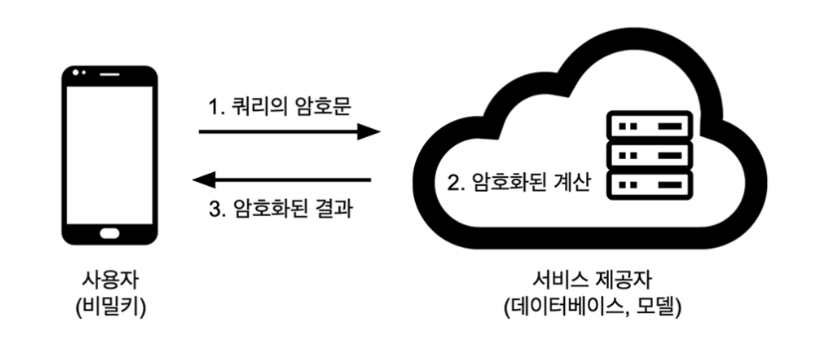 1. 쿼리의 암호문
2. 암호화된 계산
3. 암호화된 결과
사용자
(비밀키)
서비스 제공자
(데이터베이스, 모델)